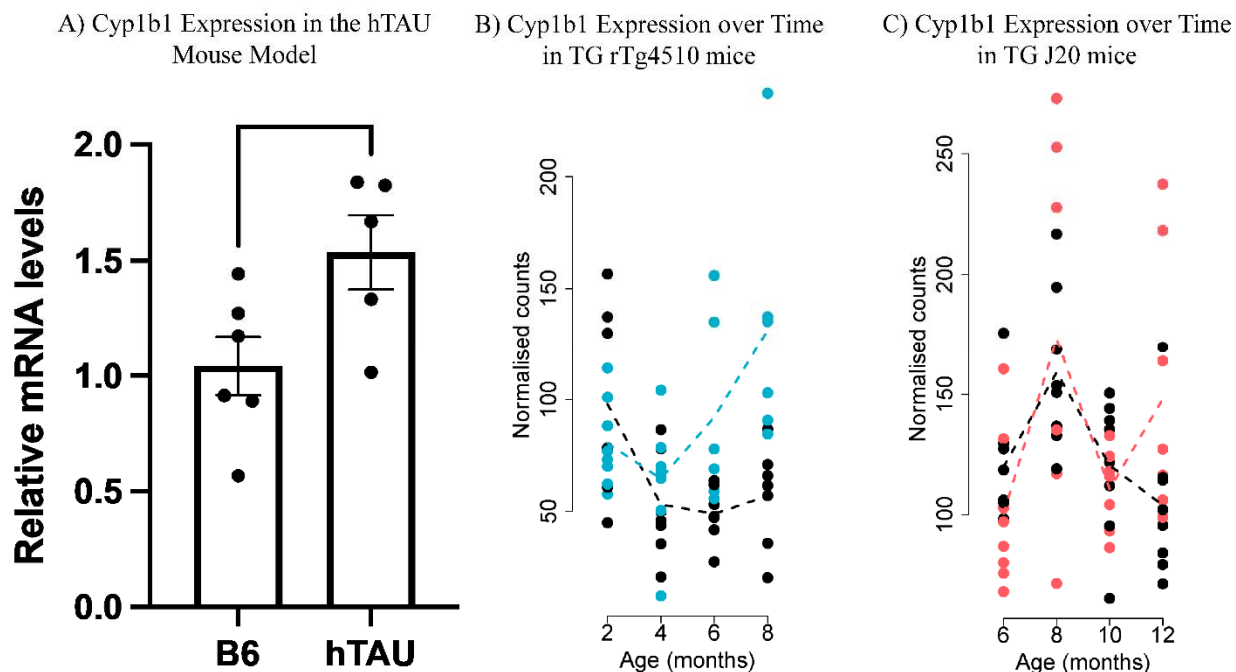 A) Cyp1b1 Expression in the hTAU
Mouse Model
Relative mRNA levels
2.0
1.5
1.0
0.5
0.0
B6 hTAU
B) Cyp1b1 Expression over Time
in TG rTg4510 mice
Normalised counts
200
150
100
50
2 4 6 8
Age (months)
C) Cyp1b1 Expression over Time
in TG J20 mice
Normalised counts
250
200
150
100
6 8 10 12
Age (months)